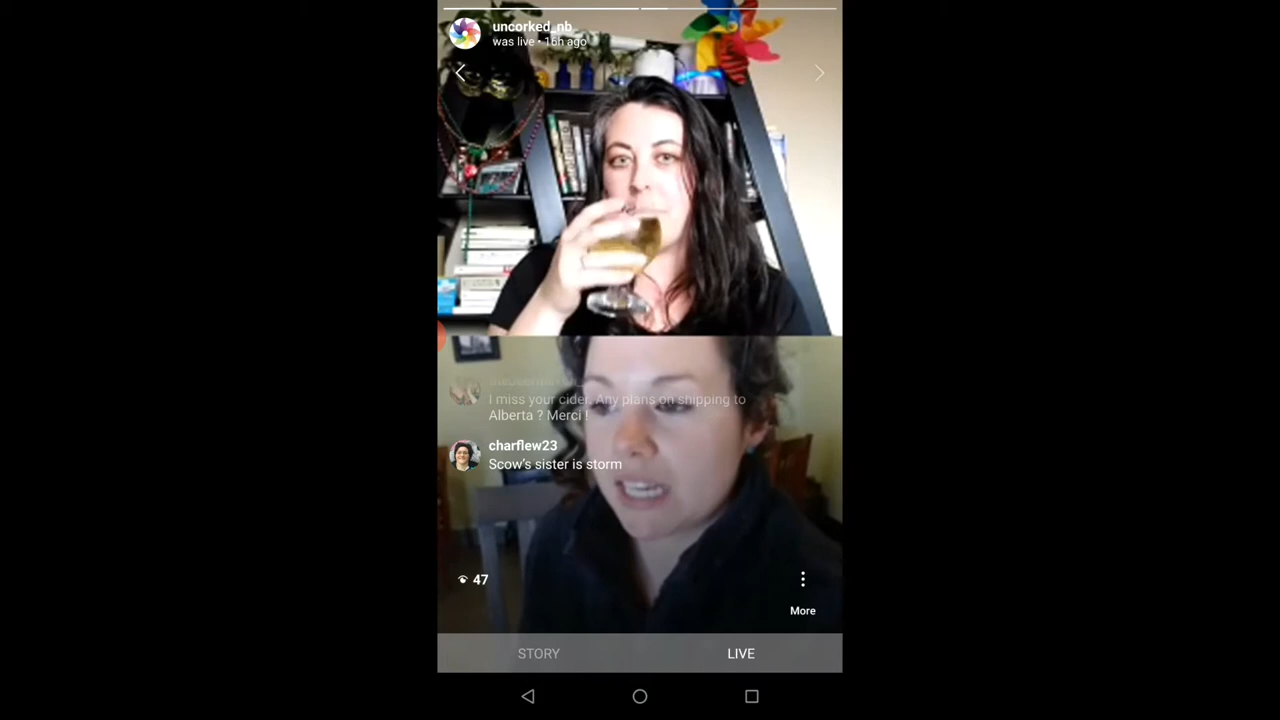 uncorked_nb
was live • 16h ago
I miss your cider. Any plans on shipping to
Alberta ? Merci !
charflew23
Scow's sister is storm
47
More
STORY
LIVE